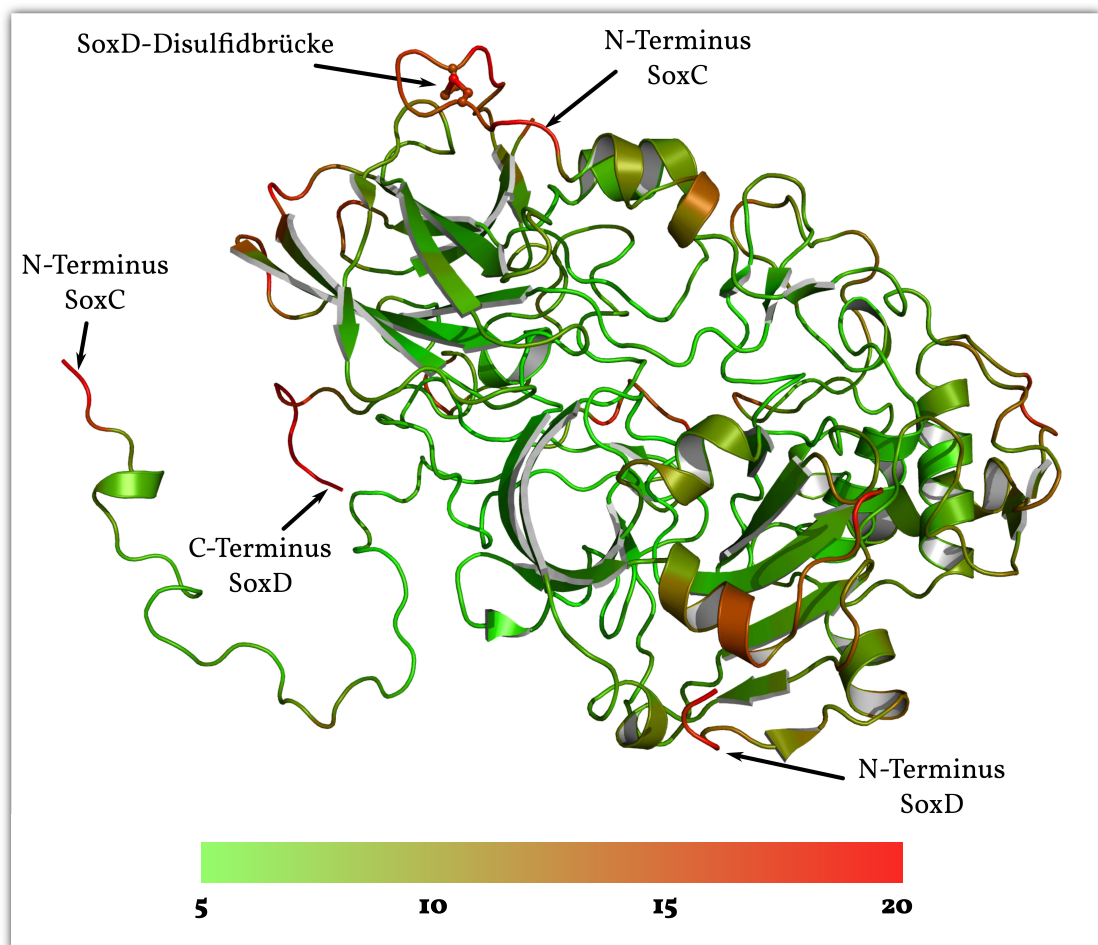 SoxD-Disulfidbrücke
N-Terminus
SoxC
N-Terminus
SoxC
C-Terminus
SoxD
N-Terminus
SoxD
5
10
15
20